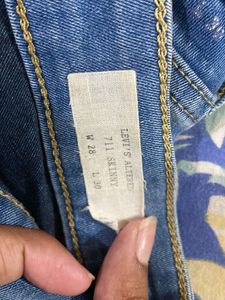 LEVI'S ALTERED
711 SKINNY
W 28 L 30